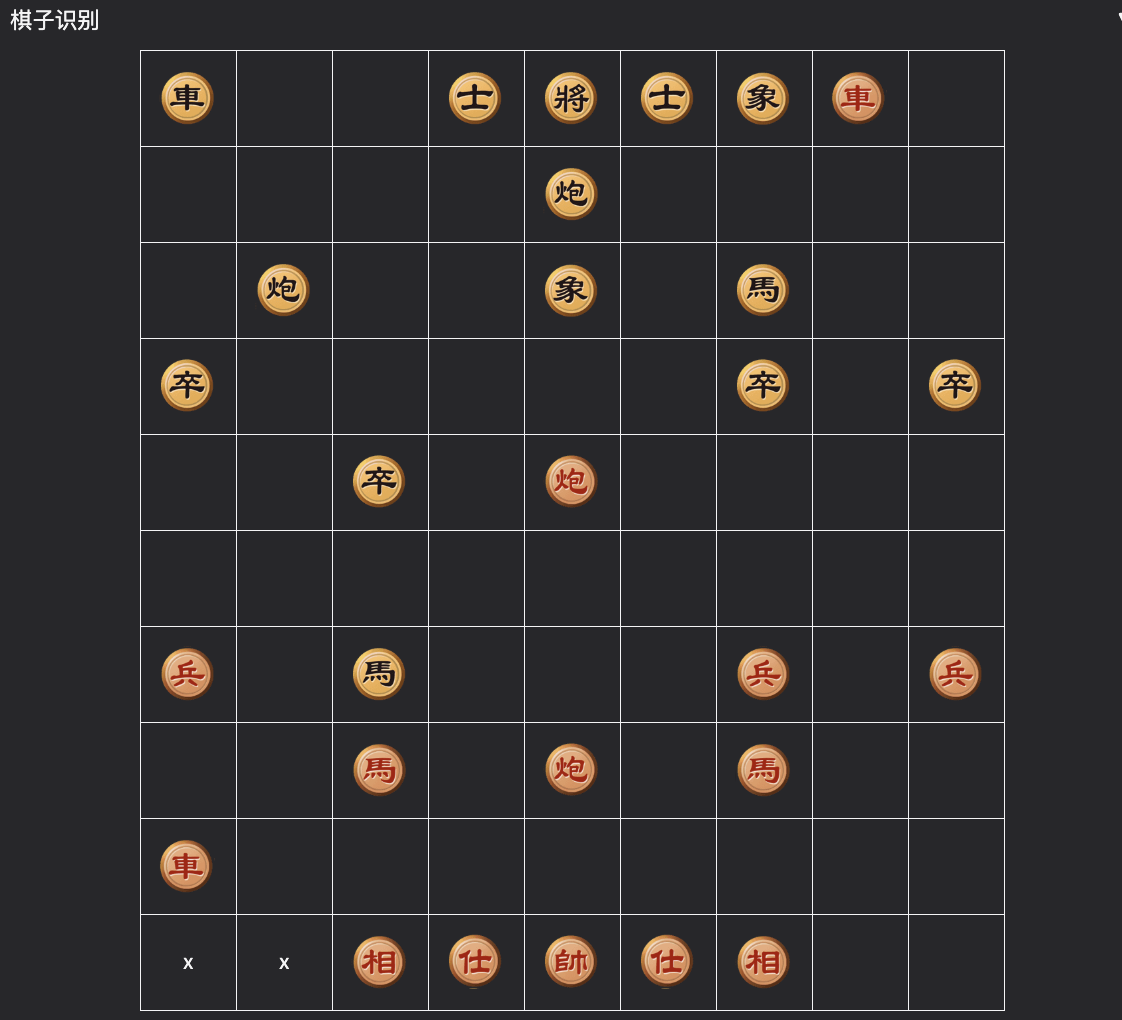 棋子识别
車 士 將 士 象 車
炮
炮 象 馬
卒 卒 卒
卒 炮
兵 馬 兵 兵
馬 炮 馬
車
x x 相 仕 帥 仕 相